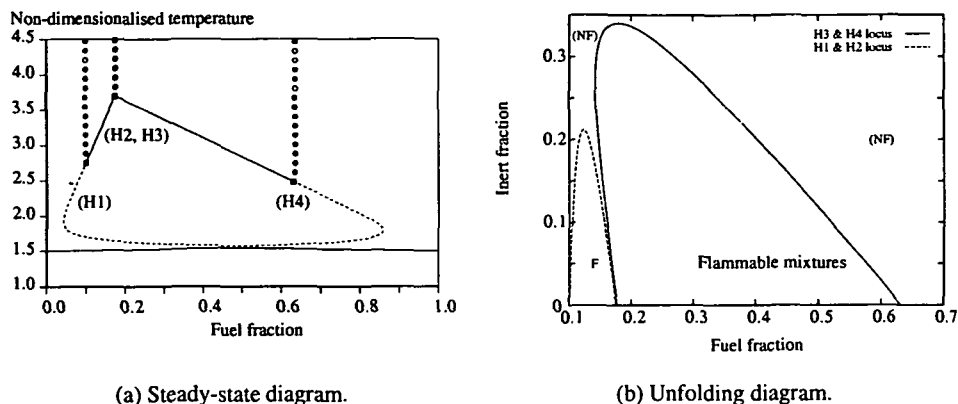 Non-dimensionalised temperature
4.5
4.0
3.5
3.0
2.5
2.0
1.5
1.0
(H2, H3)
(H1)
(H4)
0.0
0.2
0.4
0.6
0.8
1.0
Fuel fraction
(a) Steady-state diagram.
Inert fraction
0.3
0.2
0.1
0
(NF)
H3 & H4 locus
H1 & H2 locus
(NF)
F
Flammable mixtures
0.1
0.2
0.3
0.4
0.5
0.6
0.7
Fuel fraction
(b) Unfolding diagram.